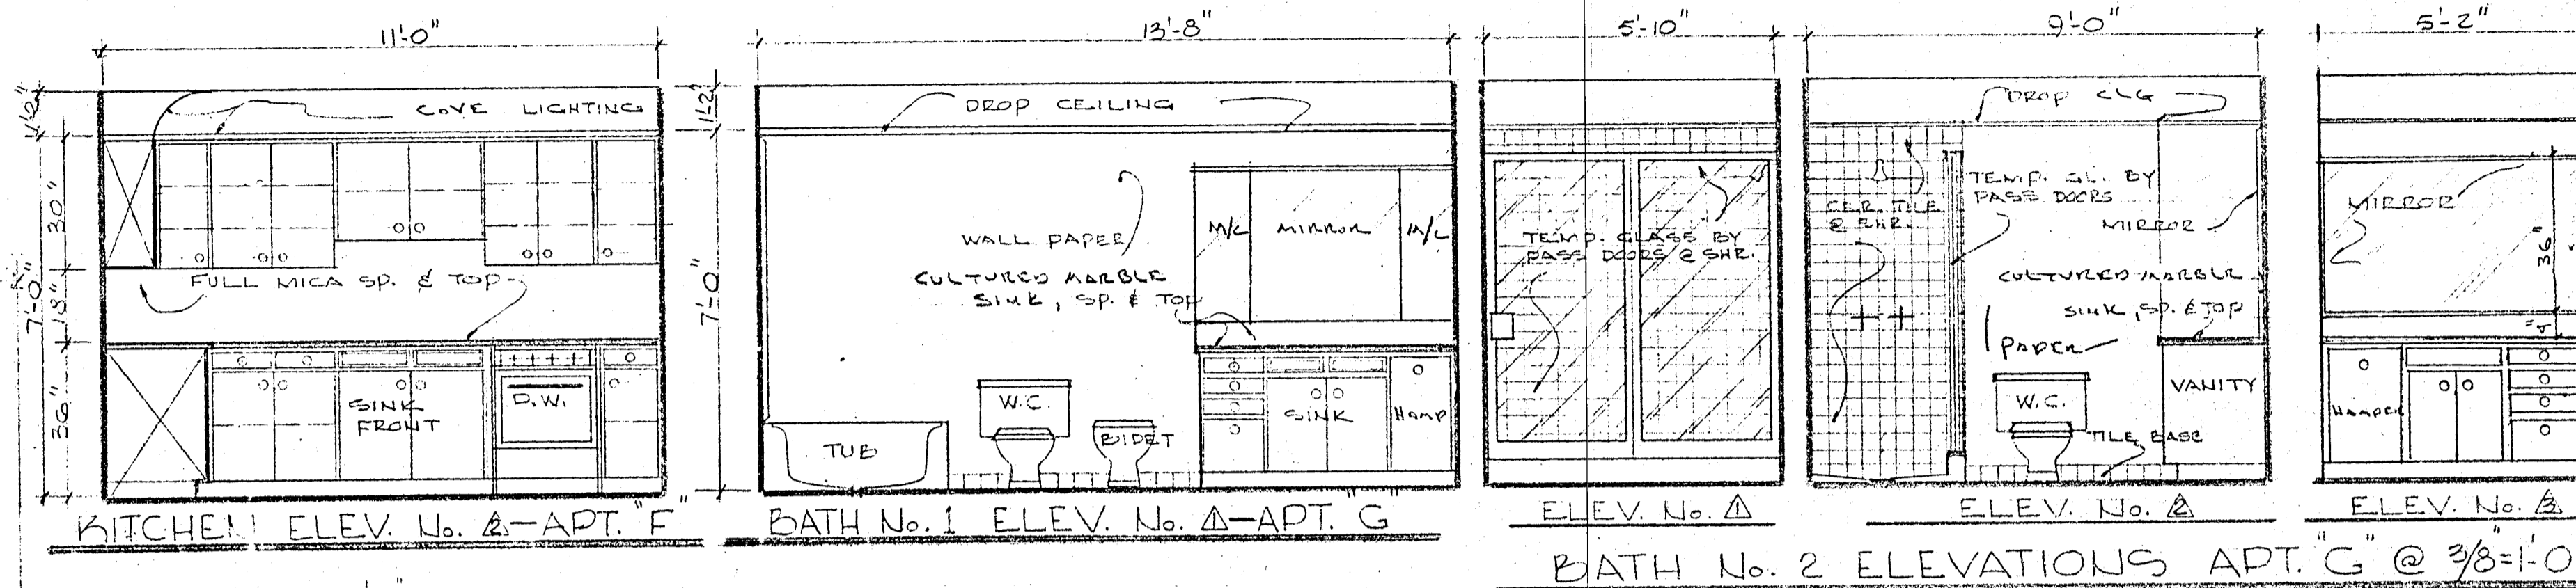 11'-0"
1'-2"
COVE LIGHTING
30"
FULL MICA SP. & TOP
7'-0"
18"
36"
SINK
FRONT
D.W.
KITCHEN ELEV. No. 2 - APT. "F"
13'-8"
1'-2"
DROP CEILING
7'-0"
WALL PAPER
CULTURED MARBLE
SINK, SP. & TOP
M/C
MIRROR
M/C
TUB
W.C.
BIDET
SINK
HAMP
BATH No. 1 ELEV. No. 1 - APT. "G"
5'-10"
TEMP. GLASS BY
PASS DOORS @ SHR.
ELEV. No. 1
9'-0"
DROP CLG
TEMP. GL. BY
PASS DOORS
CER. TILE
@ SHR.
MIRROR
CULTURED MARBLE
SINK, SP. & TOP
PAPER
W.C.
VANITY
TILE BASE
ELEV. No. 2
5'-2"
MIRROR
36"
4"
HAMPER
ELEV. No. 3
BATH No. 2 ELEVATIONS APT. "G" @ 3/8"=1'-0